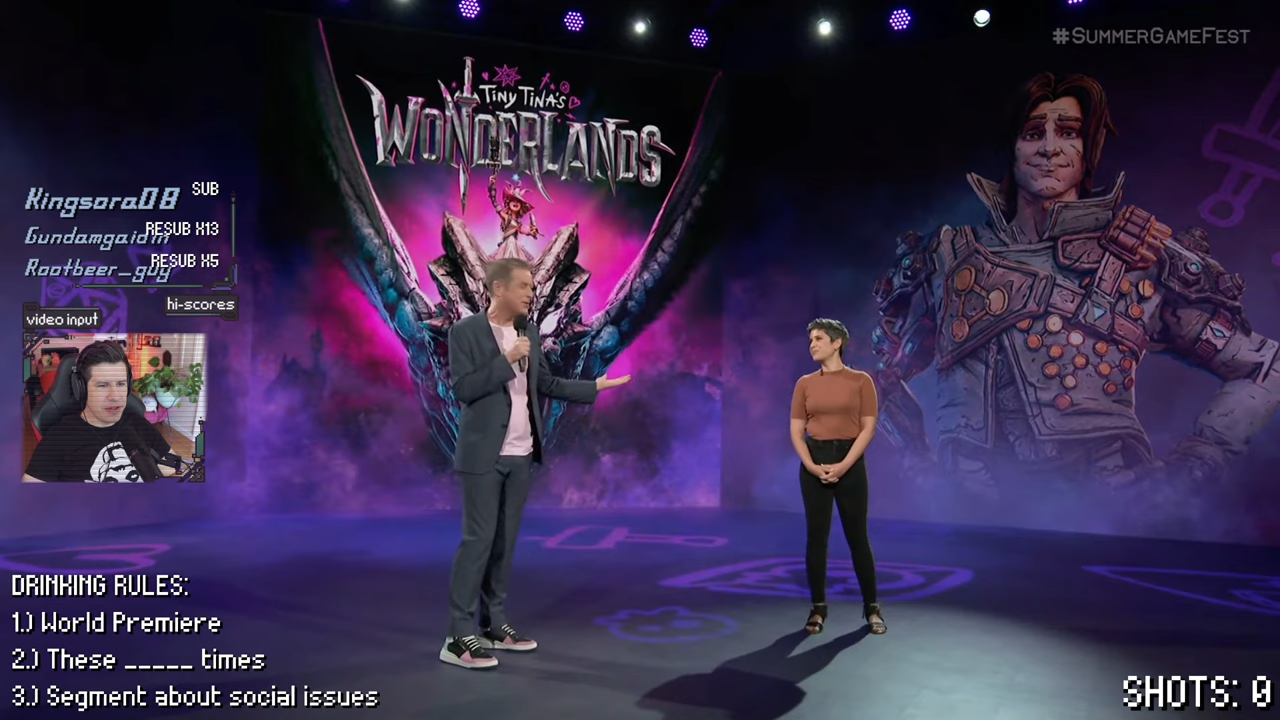 #SUMMERGAMEFEST
TINY TINA'S
WONDERLANDS
Kingsora08 SUB
Gundamgaidin RESUB X13
Rootbeer_guy RESUB X5
hi-scores
video input
DRINKING RULES:
1.) World Premiere
2.) These _____ times
3.) Segment about social issues
SHOTS: 0